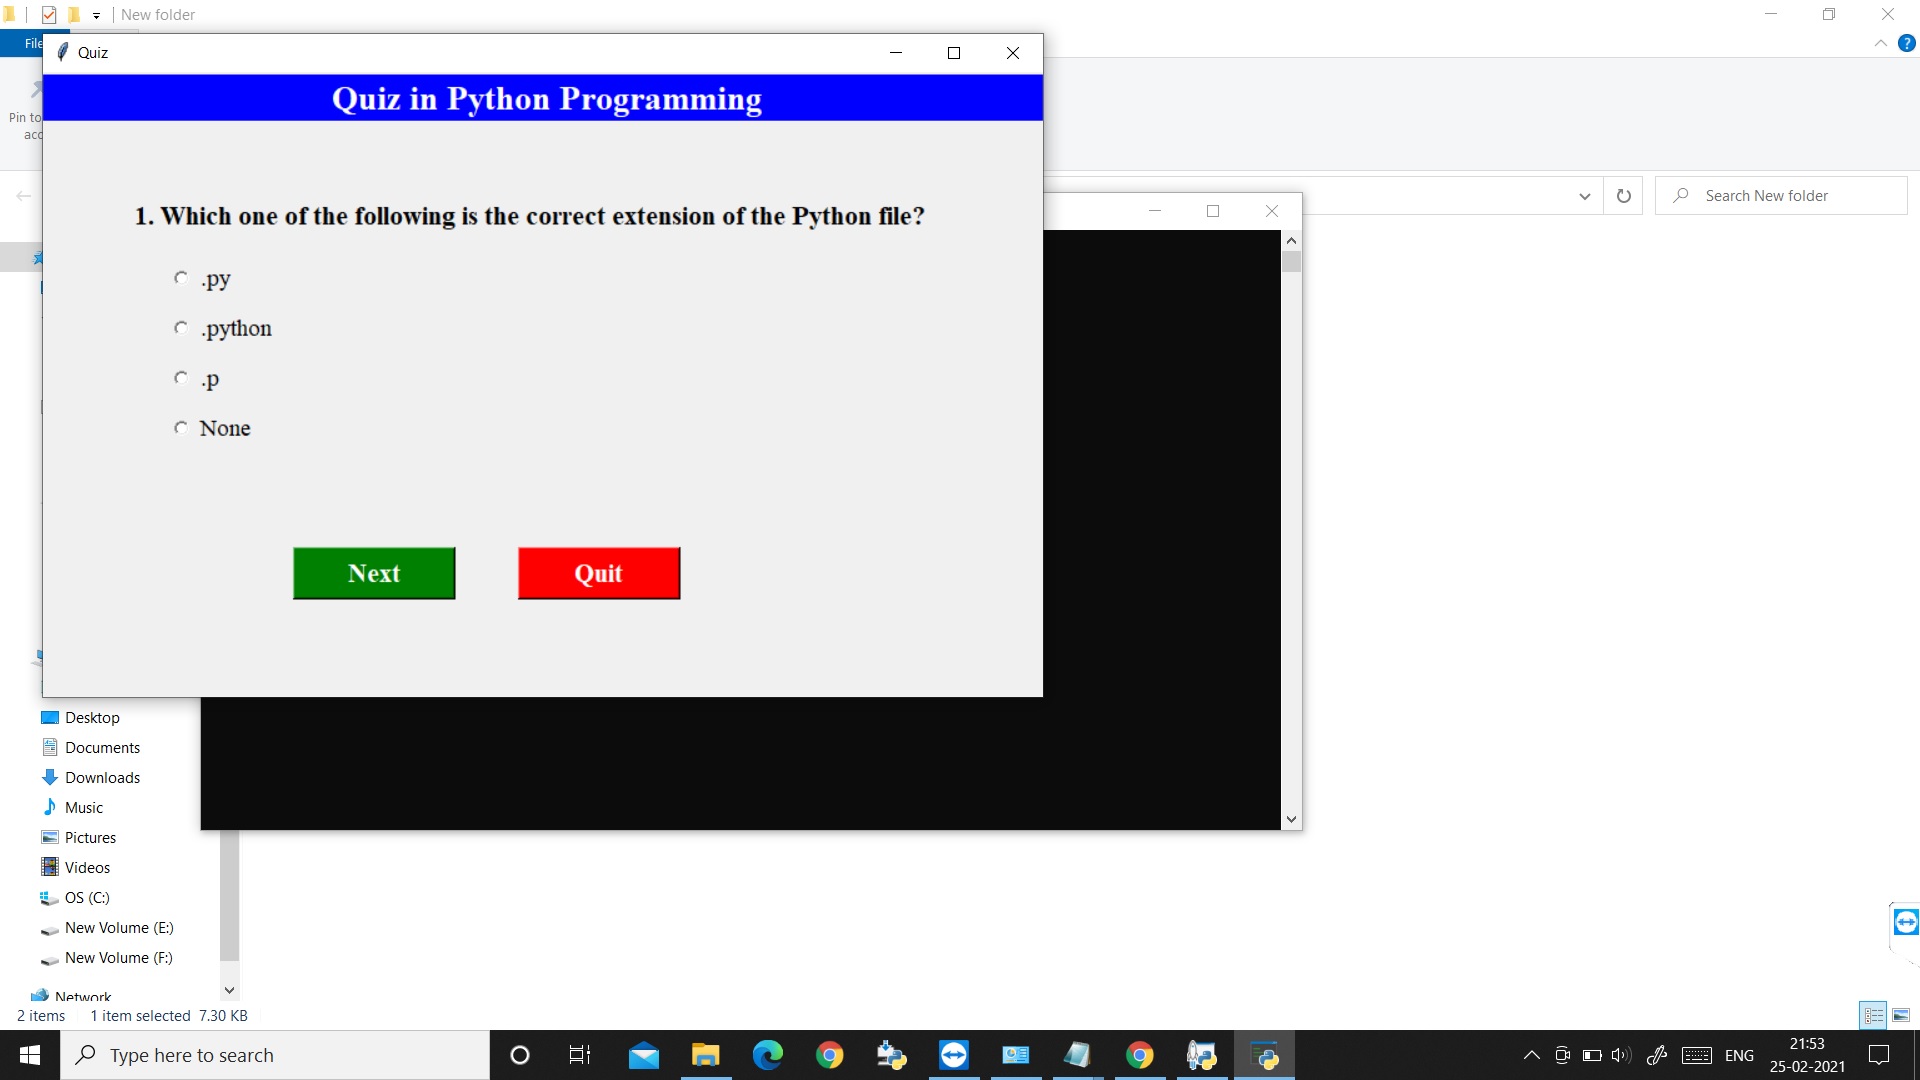 New folder
File
Quiz
Quiz in Python Programming
Pin to
acc
Search New folder
1. Which one of the following is the correct extension of the Python file?
.py
.python
.p
None
Next
Quit
Desktop
Documents
Downloads
Music
Pictures
Videos
OS (C:)
New Volume (E:)
New Volume (F:)
Network
2 items 1 item selected 7.30 KB
Type here to search
ENG
21:53
25-02-2021